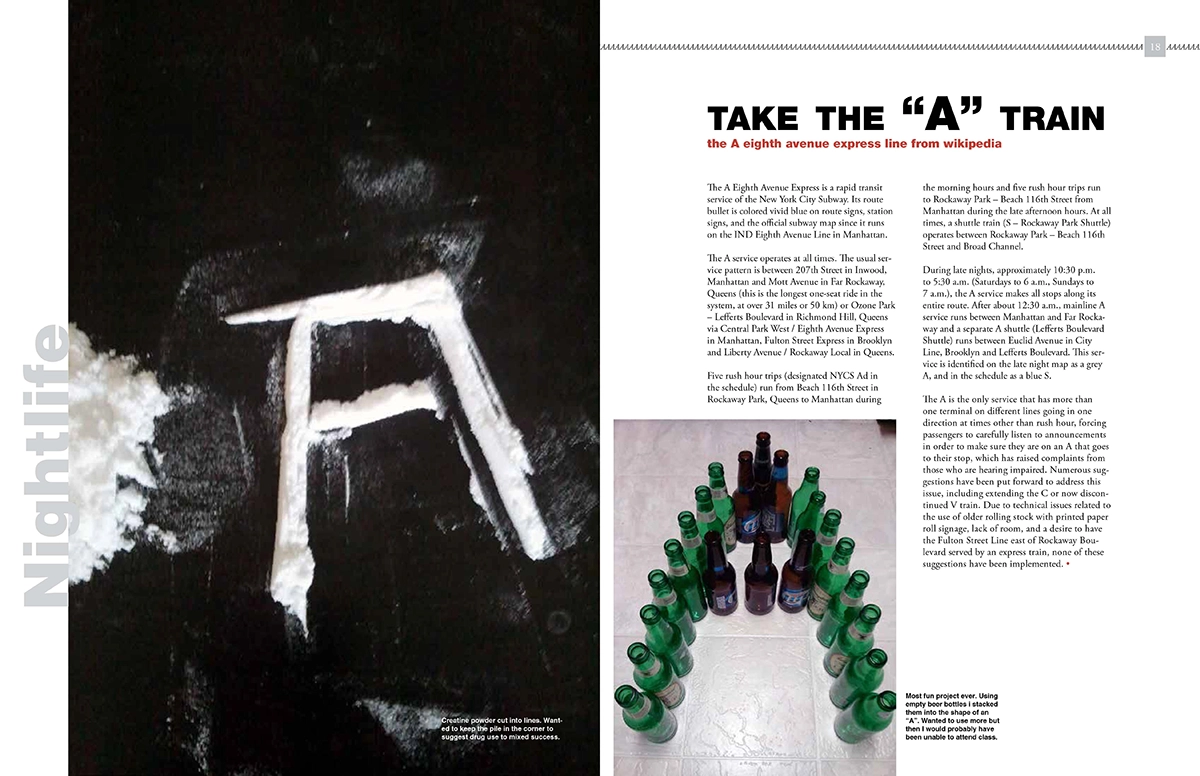 Nightlife
Creatine powder cut into lines. Want-
ed to keep the pile in the corner to
suggest drug use to mixed success.
18
TAKE THE “A” TRAIN
the A eighth avenue express line from wikipedia
The A Eighth Avenue Express is a rapid transit
service of the New York City Subway. Its route
bullet is colored vivid blue on route signs, station
signs, and the official subway map since it runs
on the IND Eighth Avenue Line in Manhattan.
The A service operates at all times. The usual ser-
vice pattern is between 207th Street in Inwood,
Manhattan and Mott Avenue in Far Rockaway,
Queens (this is the longest one-seat ride in the
system, at over 31 miles or 50 km) or Ozone Park
– Lefferts Boulevard in Richmond Hill, Queens
via Central Park West / Eighth Avenue Express
in Manhattan, Fulton Street Express in Brooklyn
and Liberty Avenue / Rockaway Local in Queens.
Five rush hour trips (designated NYCS Ad in
the schedule) run from Beach 116th Street in
Rockaway Park, Queens to Manhattan during
the morning hours and five rush hour trips run
to Rockaway Park – Beach 116th Street from
Manhattan during the late afternoon hours. At all
times, a shuttle train (S – Rockaway Park Shuttle)
operates between Rockaway Park – Beach 116th
Street and Broad Channel.
During late nights, approximately 10:30 p.m.
to 5:30 a.m. (Saturdays to 6 a.m., Sundays to
7 a.m.), the A service makes all stops along its
entire route. After about 12:30 a.m., mainline A
service runs between Manhattan and Far Rocka-
way and a separate A shuttle (Lefferts Boulevard
Shuttle) runs between Euclid Avenue in City
Line, Brooklyn and Lefferts Boulevard. This ser-
vice is identified on the late night map as a grey
A, and in the schedule as a blue S.
The A is the only service that has more than
one terminal on different lines going in one
direction at times other than rush hour, forcing
passengers to carefully listen to announcements
in order to make sure they are on an A that goes
to their stop, which has raised complaints from
those who are hearing impaired. Numerous sug-
gestions have been put forward to address this
issue, including extending the C or now discon-
tinued V train. Due to technical issues related to
the use of older rolling stock with printed paper
roll signage, lack of room, and a desire to have
the Fulton Street Line east of Rockaway Bou-
levard served by an express train, none of these
suggestions have been implemented. •
Most fun project ever. Using
empty beer bottles i stacked
them into the shape of an
“A”. Wanted to use more but
then I would probably have
been unable to attend class.